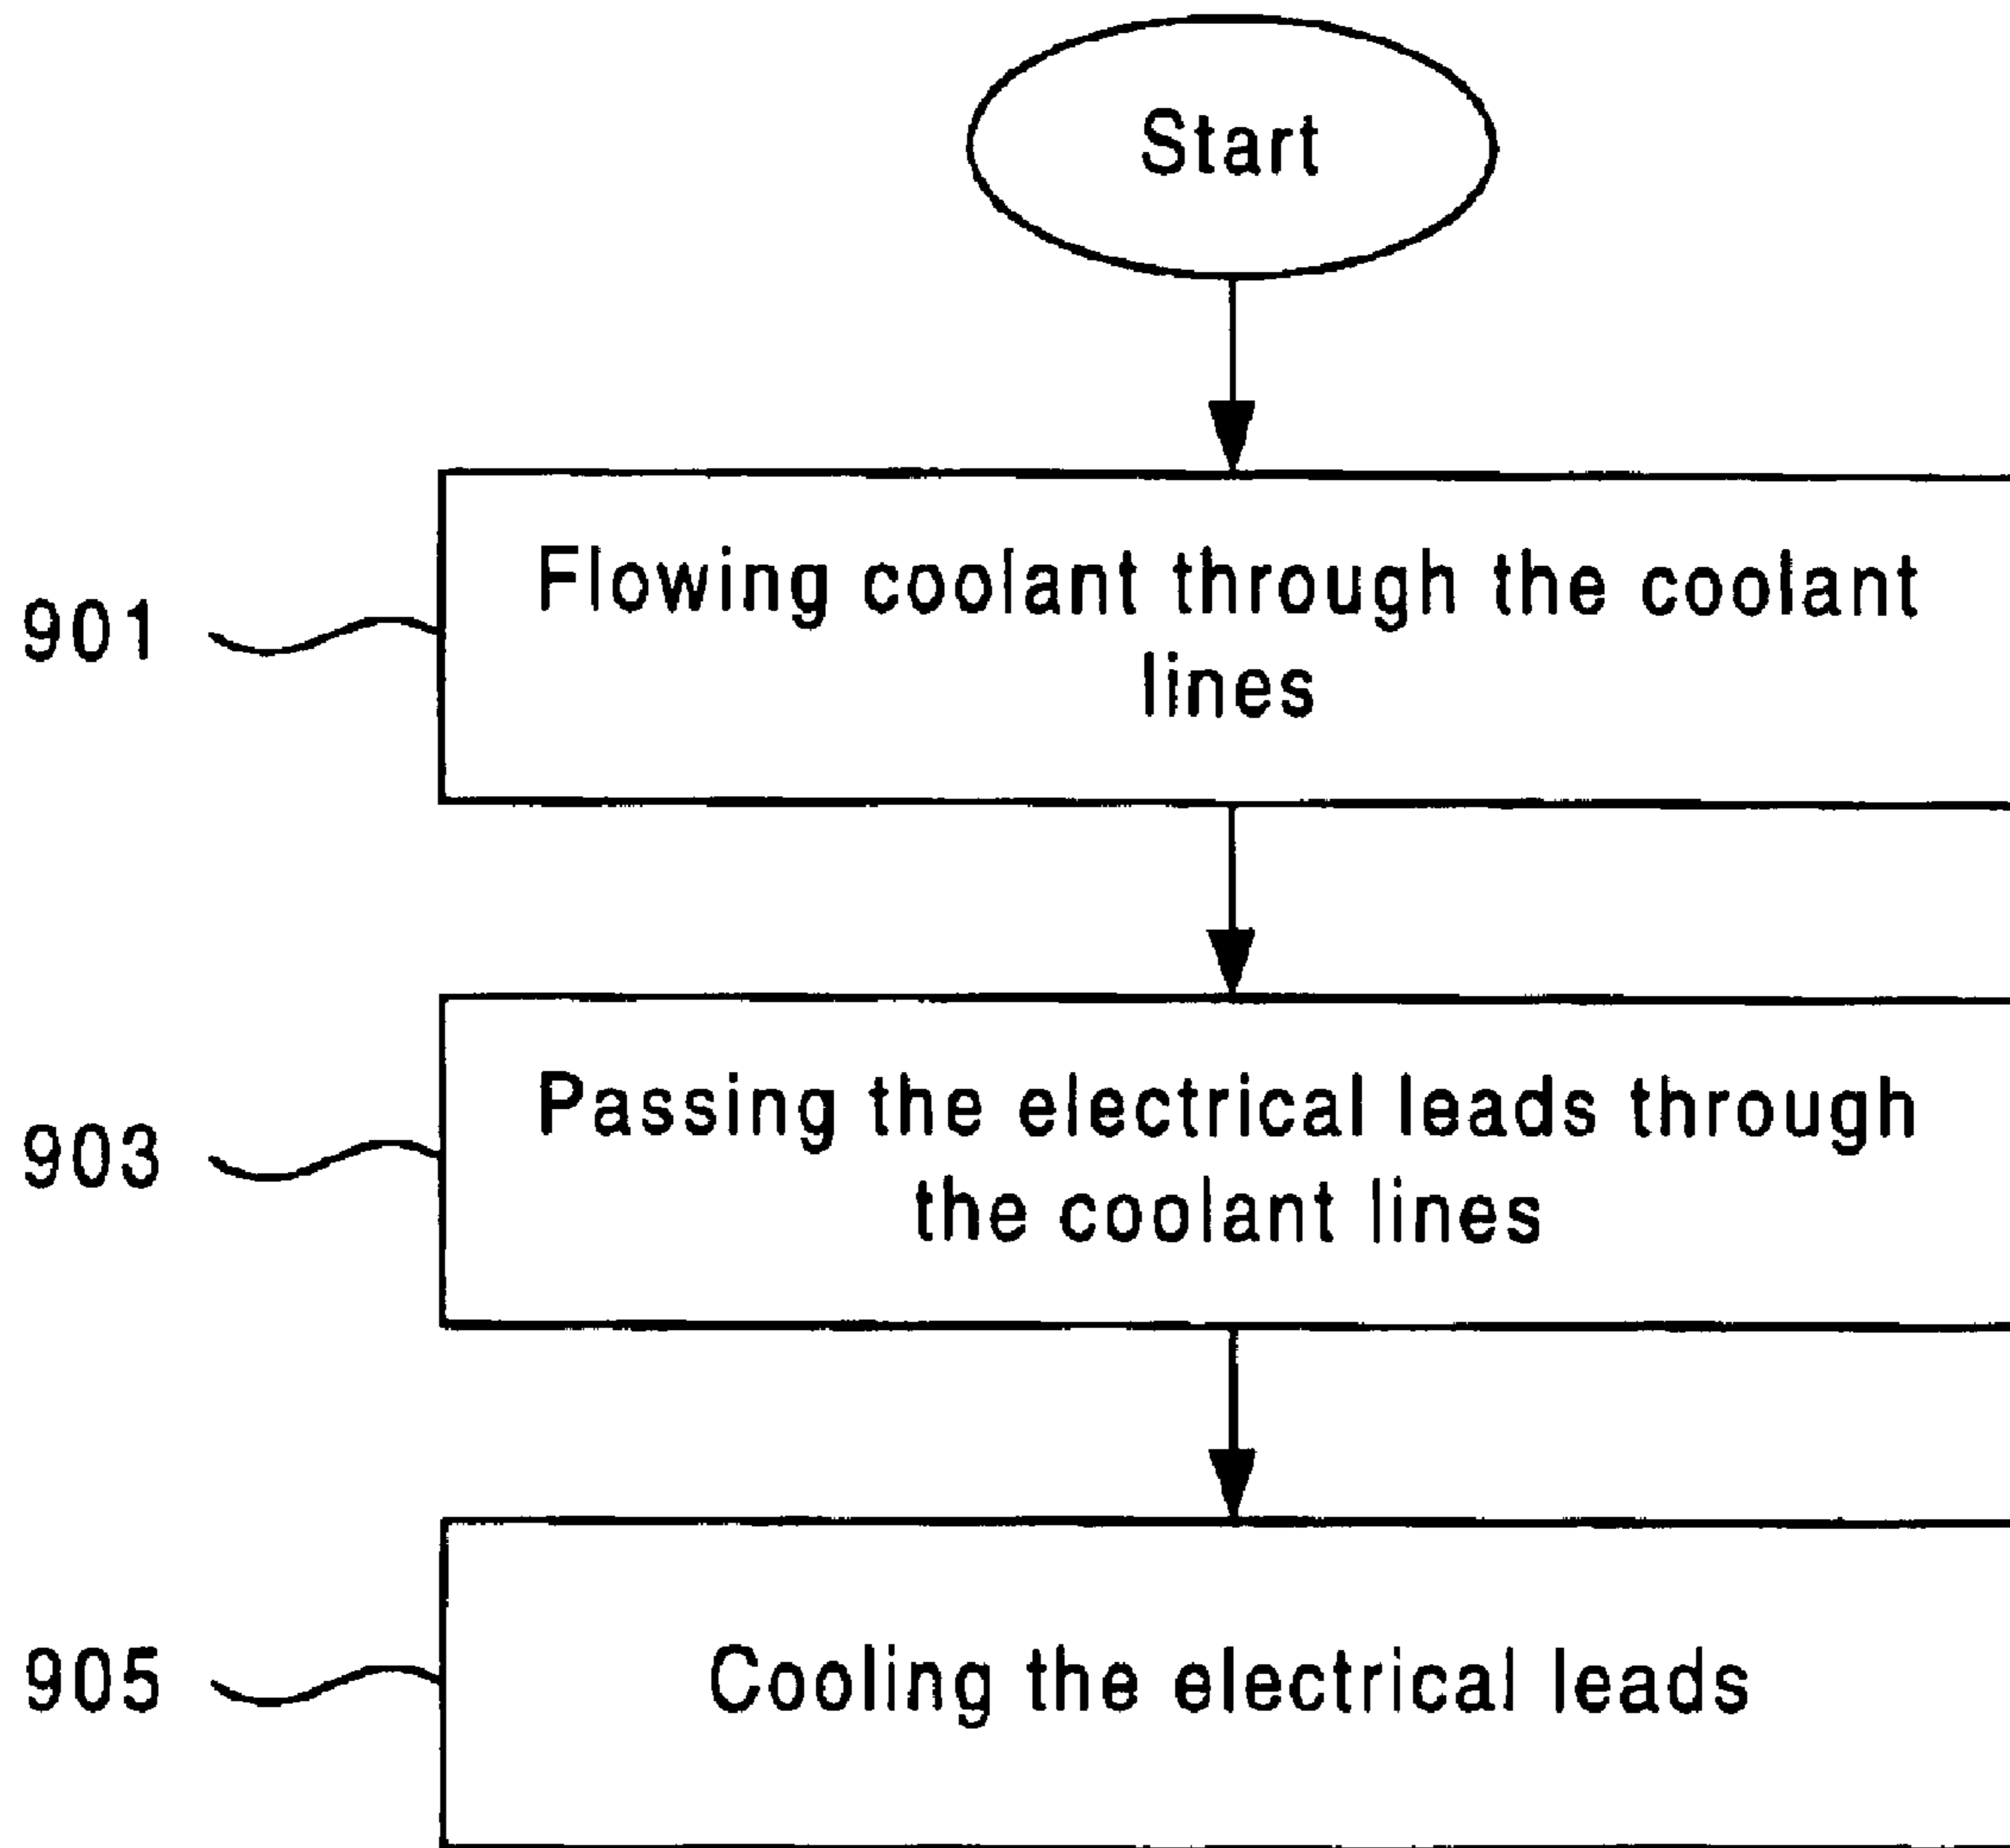 Start
901
Flowing coolant through the coolant
lines
903
Passing the electrical leads through
the coolant lines
905
Cooling the electrical leads